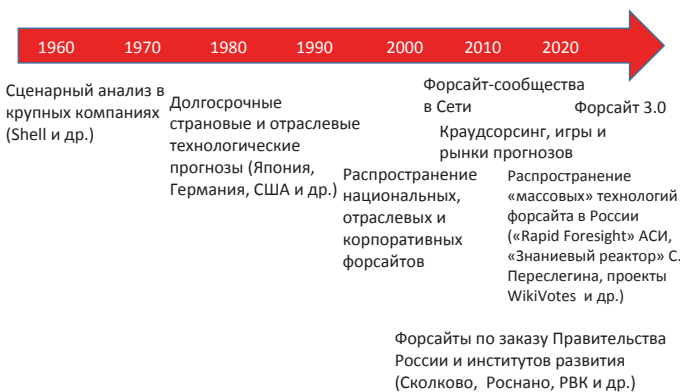 1960 1970 1980 1990 2000 2010 2020
Сценарный анализ в
крупных компаниях
(Shell и др.)
Долгосрочные
страновые и отраслевые
технологические
прогнозы (Япония,
Германия, США и др.)
Форсайт-сообщества
в Сети
Форсайт 3.0
Краудсорсинг, игры и
рынки прогнозов
Распространение
национальных,
отраслевых и
корпоративных
форсайтов
Распространение
«массовых» технологий
форсайта в России
(«Rapid Foresight» АСИ,
«Знаниевый реактор» С.
Переслегина, проекты
WikiVotes и др.)
Форсайты по заказу Правительства
России и институтов развития
(Сколково, Роснано, РВК и др.)